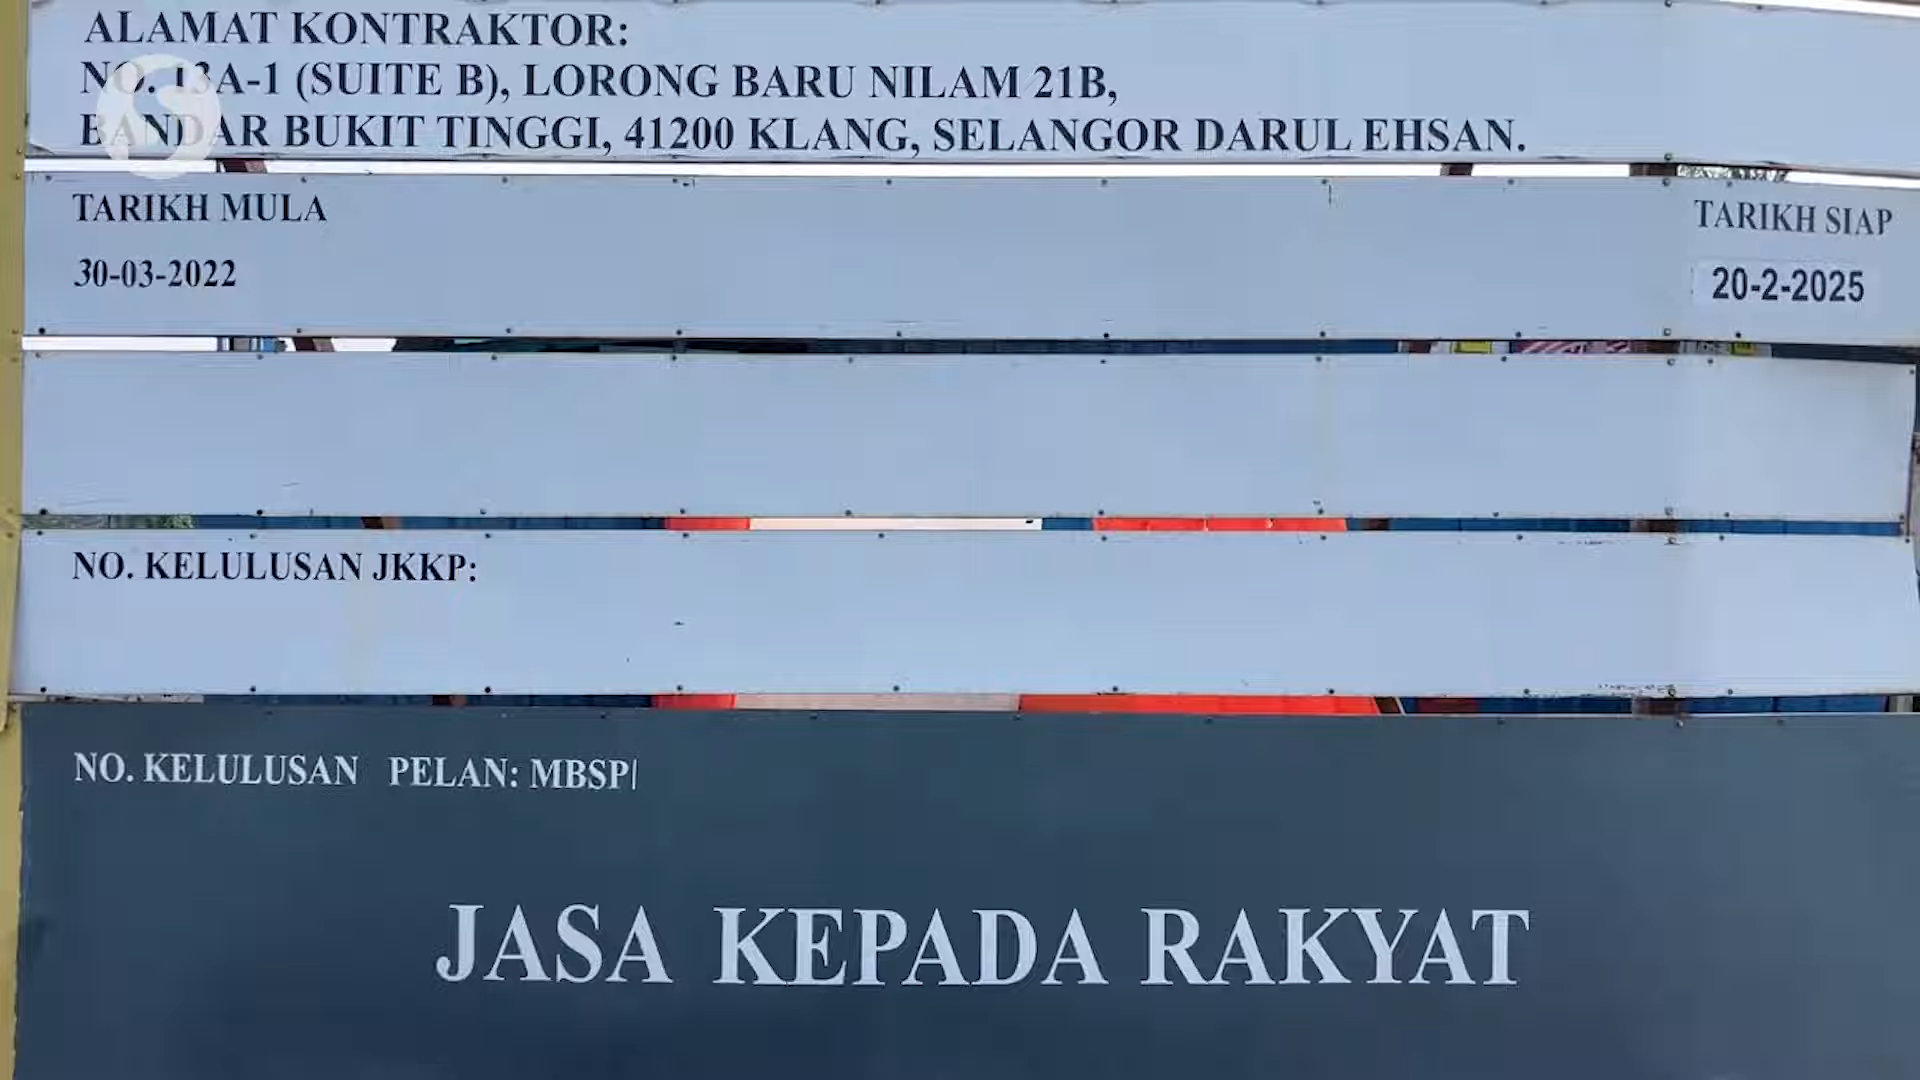 ALAMAT KONTRAKTOR:
NO. 13A-1 (SUITE B), LORONG BARU NILAM 21B,
BANDAR BUKIT TINGGI, 41200 KLANG, SELANGOR DARUL EHSAN.
TARIKH MULA
TARIKH SIAP
30-03-2022
20-2-2025
NO. KELULUSAN JKKP:
NO. KELULUSAN PELAN: MBSP|
JASA KEPADA RAKYAT